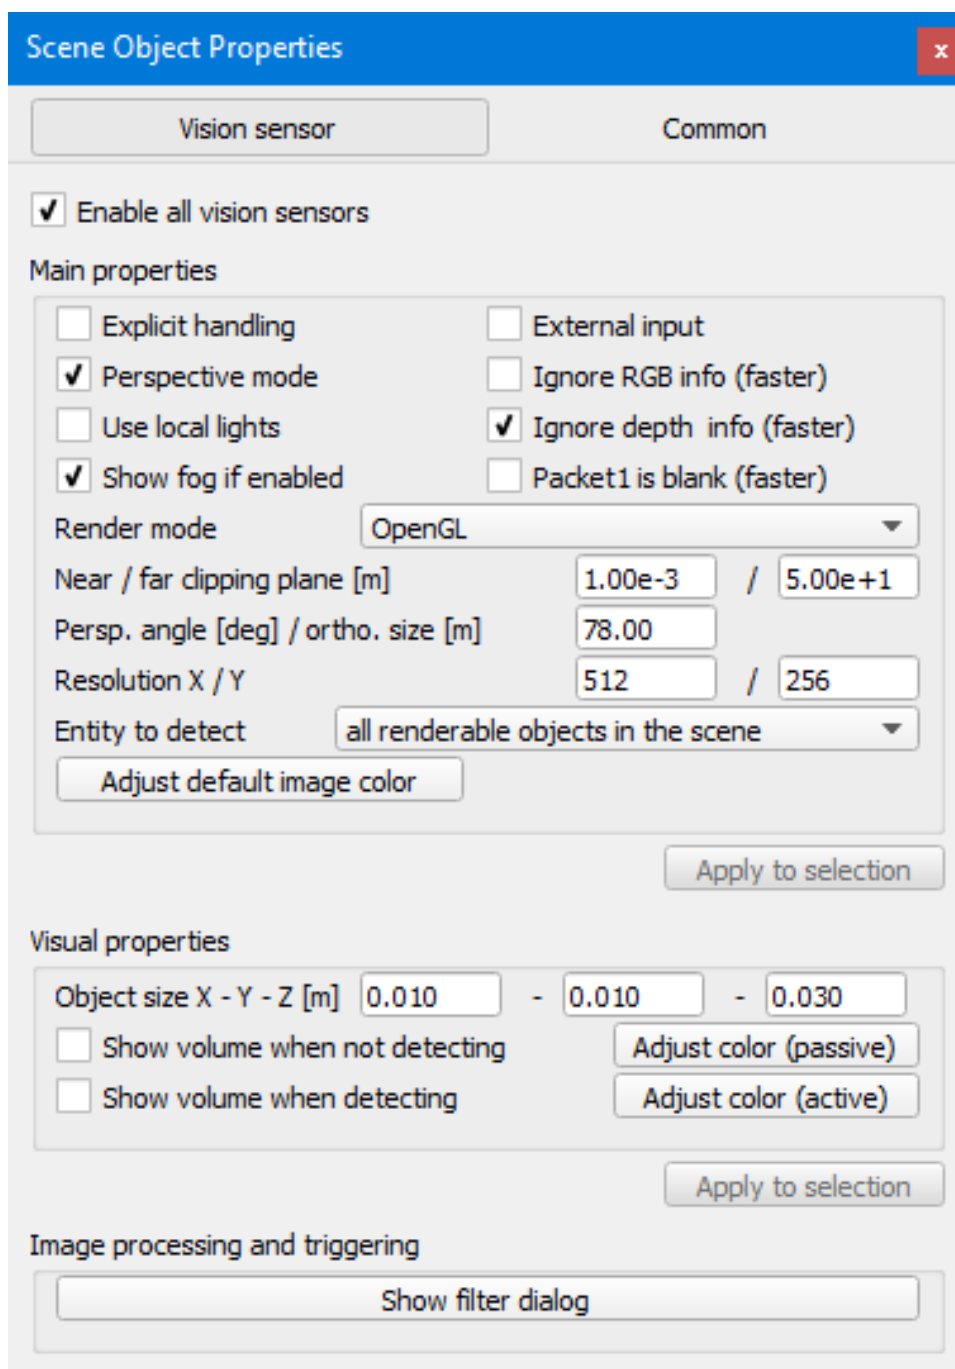 Scene Object Properties x
Vision sensor Common
Enable all vision sensors
Main properties
Explicit handling External input
Perspective mode Ignore RGB info (faster)
Use local lights Ignore depth info (faster)
Show fog if enabled Packet1 is blank (faster)
Render mode OpenGL
Near / far clipping plane [m] 1.00e-3 / 5.00e+1
Persp. angle [deg] / ortho. size [m] 78.00
Resolution X / Y 512 / 256
Entity to detect all renderable objects in the scene
Adjust default image color
Apply to selection
Visual properties
Object size X - Y - Z [m] 0.010 - 0.010 - 0.030
Show volume when not detecting Adjust color (passive)
Show volume when detecting Adjust color (active)
Apply to selection
Image processing and triggering
Show filter dialog